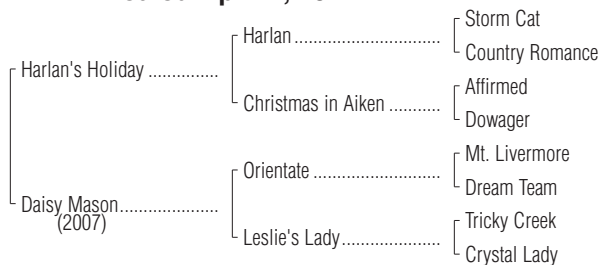 Storm Cat
Harlan
Country Romance
Harlan's Holiday
Affirmed
Christmas in Aiken
Dowager
Mt. Livermore
Orientate
Dream Team
Daisy Mason
(2007)
Tricky Creek
Leslie's Lady
Crystal Lady